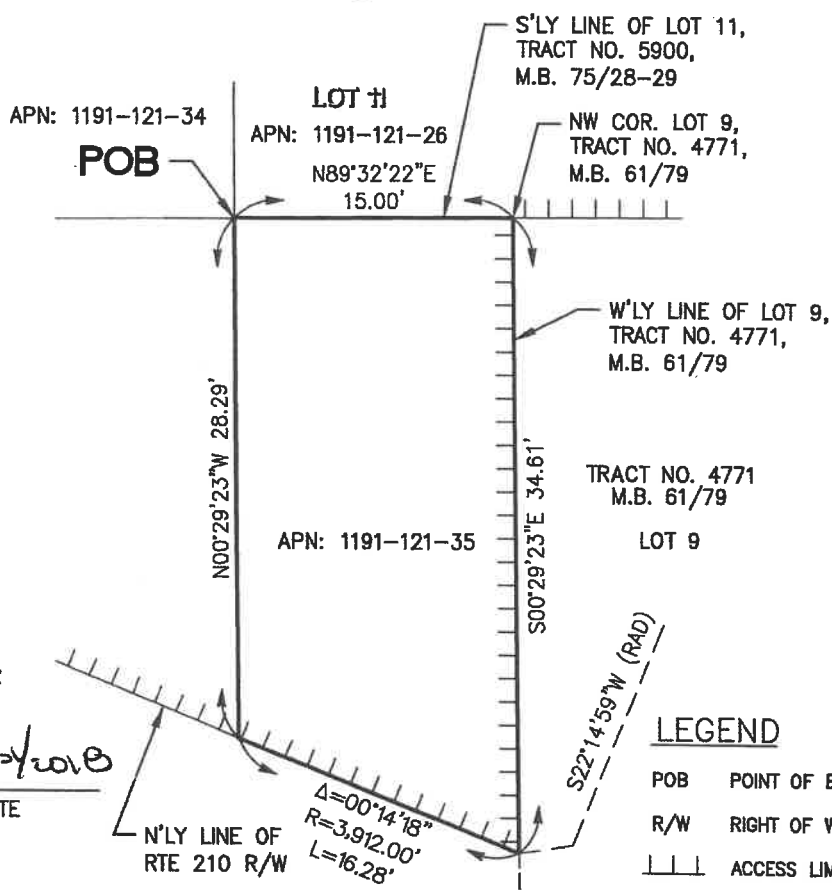 S'LY LINE OF LOT 11,
TRACT NO. 5900,
M.B. 75/28-29
LOT 11
APN: 1191-121-34
APN: 1191-121-26
POB
NW COR. LOT 9,
TRACT NO. 4771,
M.B. 61/79
N89°32'22"E
15.00'
W'LY LINE OF LOT 9,
TRACT NO. 4771,
M.B. 61/79
N00°29'23"W 28.29'
S00°29'23"E 34.61'
TRACT NO. 4771
M.B. 61/79
LOT 9
APN: 1191-121-35
S22°14'59"W (RAD)
LEGEND
POB POINT OF
R/W RIGHT OF
ACCESS LIM
TE
N'LY LINE OF
RTE 210 R/W
Δ=00°14'18"
R=3,912.00'
L=16.28'